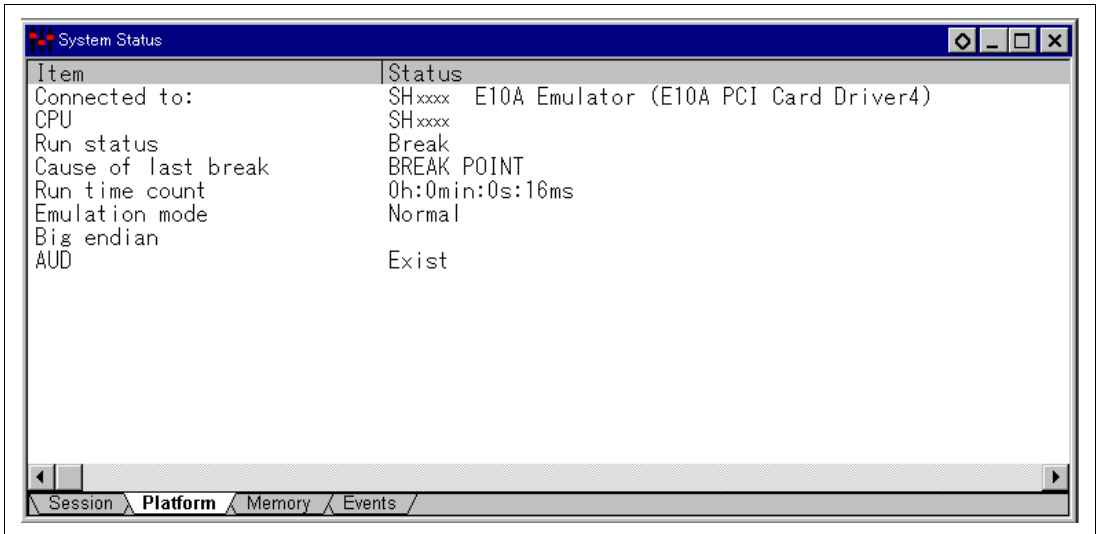 System Status
Item Status
Connected to: SHxxxx E10A Emulator (E10A PCI Card Driver4)
CPU SHxxxx
Run status Break
Cause of last break BREAK POINT
Run time count 0h:0min:0s:16ms
Emulation mode Normal
Big endian
AUD Exist
Session Platform Memory Events